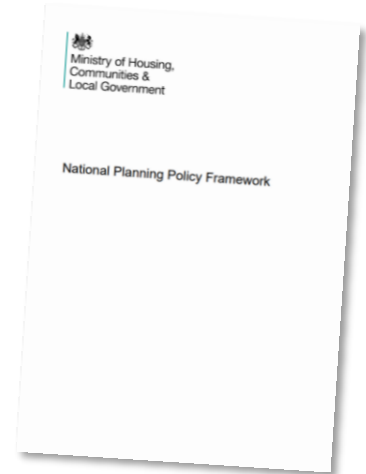 Ministry of Housing,
Communities &
Local Government
National Planning Policy Framework